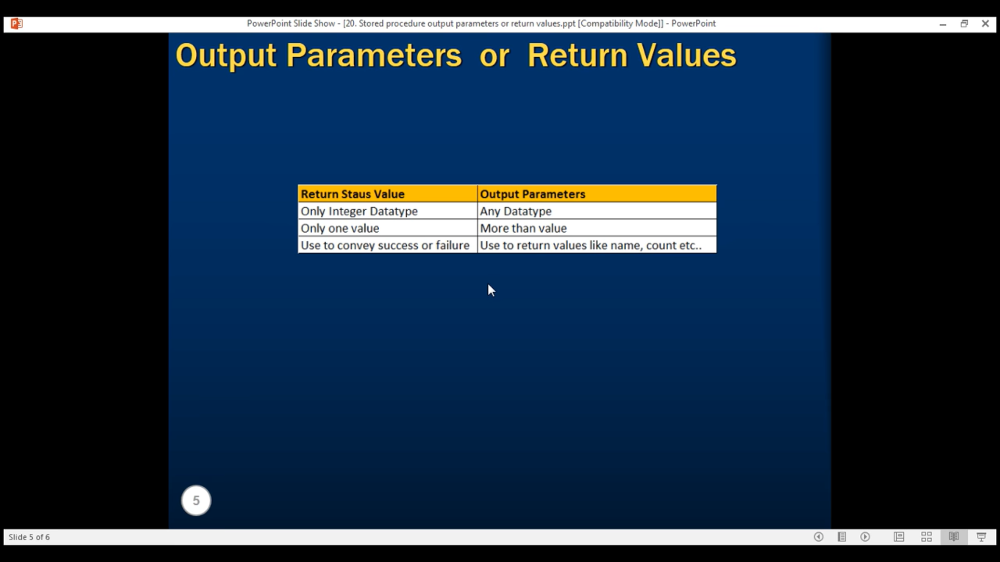 PowerPoint Slide Show - [20. Stored procedure output parameters or return values.ppt [Compatibility Mode]] - PowerPoint
Output Parameters or Return Values
Return Staus Value Output Parameters
Only Integer Datatype Any Datatype
Only one value More than value
Use to convey success or failure Use to return values like name, count etc..
5
Slide 5 of 6